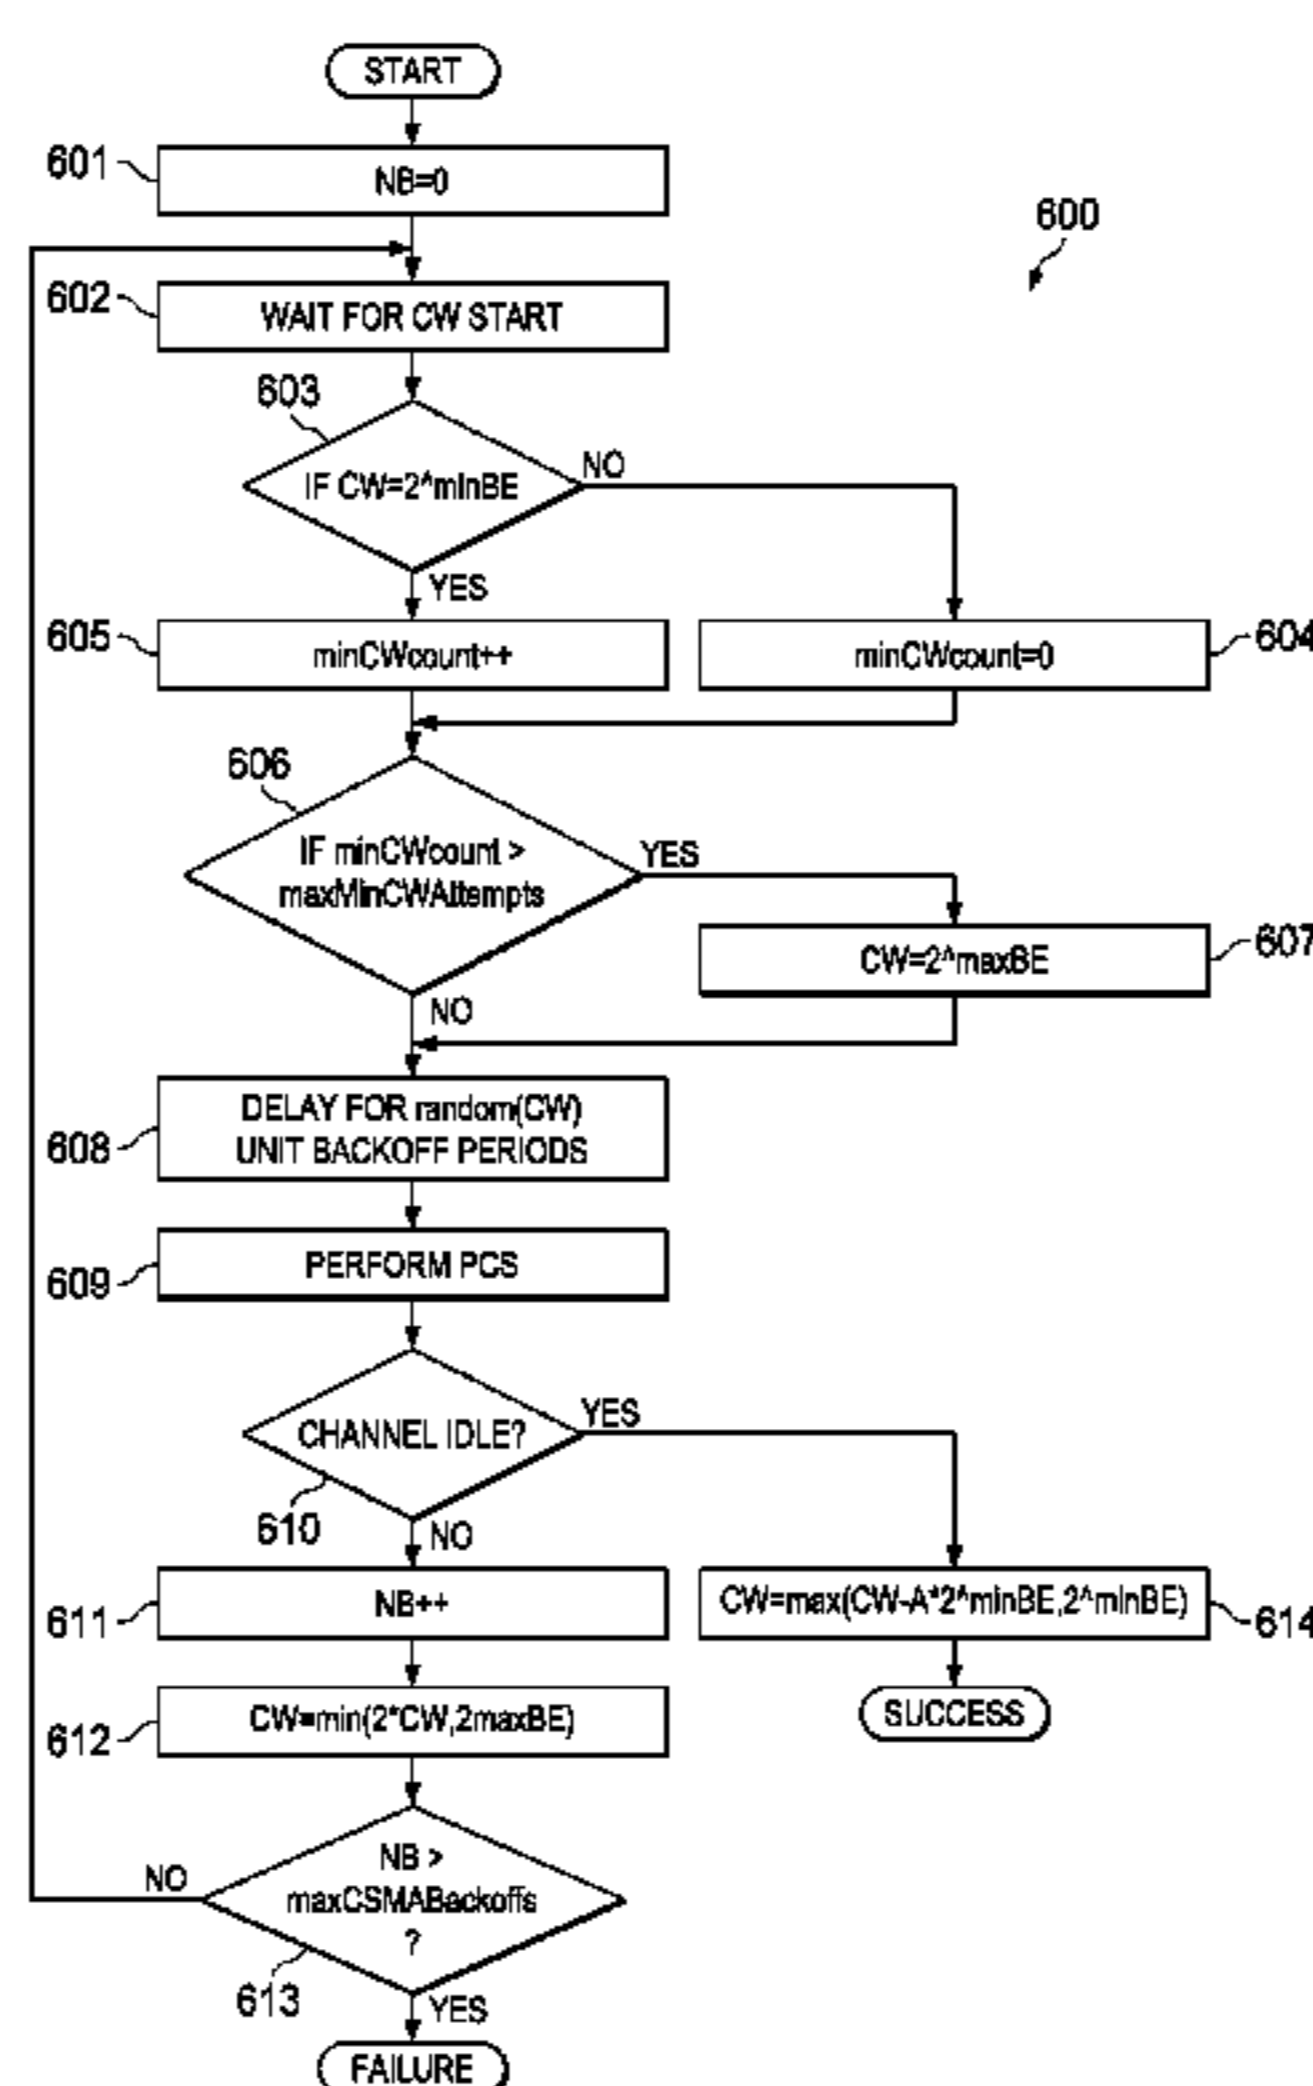 START
601
NB=0
600
602
WAIT FOR CW START
603
IF CW=2^minBE
NO
YES
605
minCWcount++
minCWcount=0
604
606
IF minCWcount >
maxMinCWAttempts
YES
CW=2^maxBE
607
NO
DELAY FOR random(CW)
UNIT BACKOFF PERIODS
608
PERFORM PCS
609
CHANNEL IDLE?
YES
610
NO
611
NB++
CW=max(CW-A*2^minBE,2^minBE)
614
612
CW=min(2*CW,2maxBE)
SUCCESS
NO
NB >
maxCSMABackoffs
?
613
YES
FAILURE